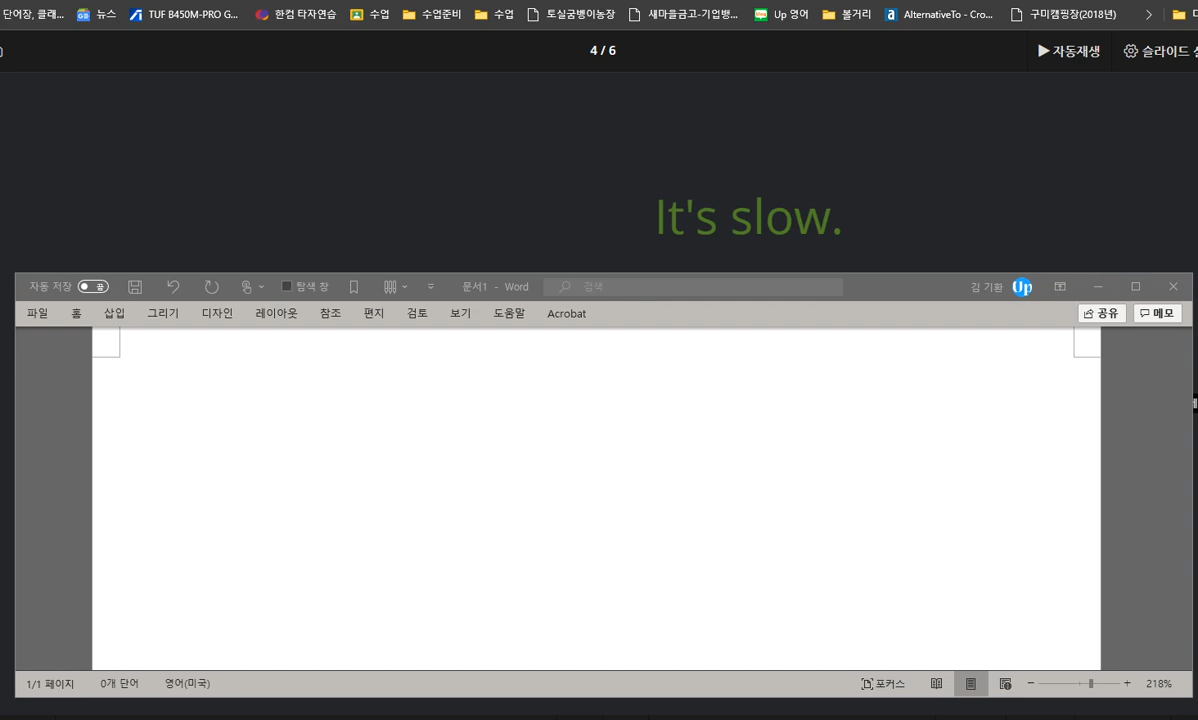 단어장, 클래... 뉴스 TUF B450M-PRO G... 한컴 타자연습 수업 수업준비 수업 토실굼벵이농장 새마을금고-기업뱅... Up 영어 볼거리 AlternativeTo - Cro... 구미캠핑장(2018년)
4 / 6 자동재생 슬라이드
It's slow.
자동 저장 끔 탐색 창 문서1 - Word 검색 김 기환 Up
파일 홈 삽입 그리기 디자인 레이아웃 참조 편지 검토 보기 도움말 Acrobat 공유 메모
1/1 페이지 0개 단어 영어(미국) 포커스 218%